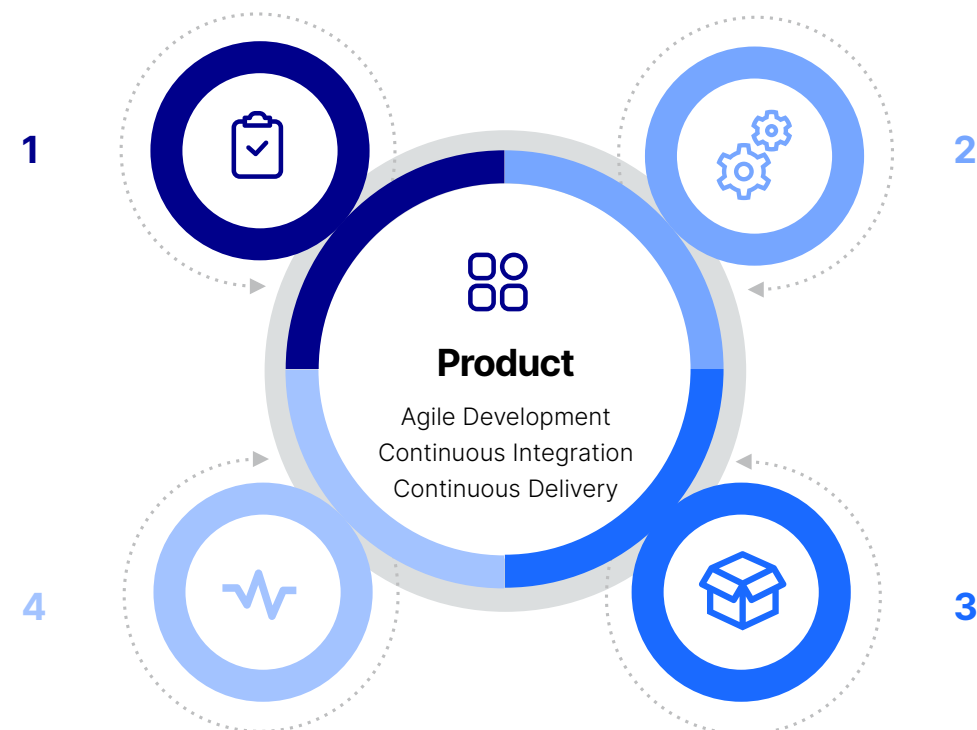 1
2
Product
Agile Development
Continuous Integration
Continuous Delivery
4
3